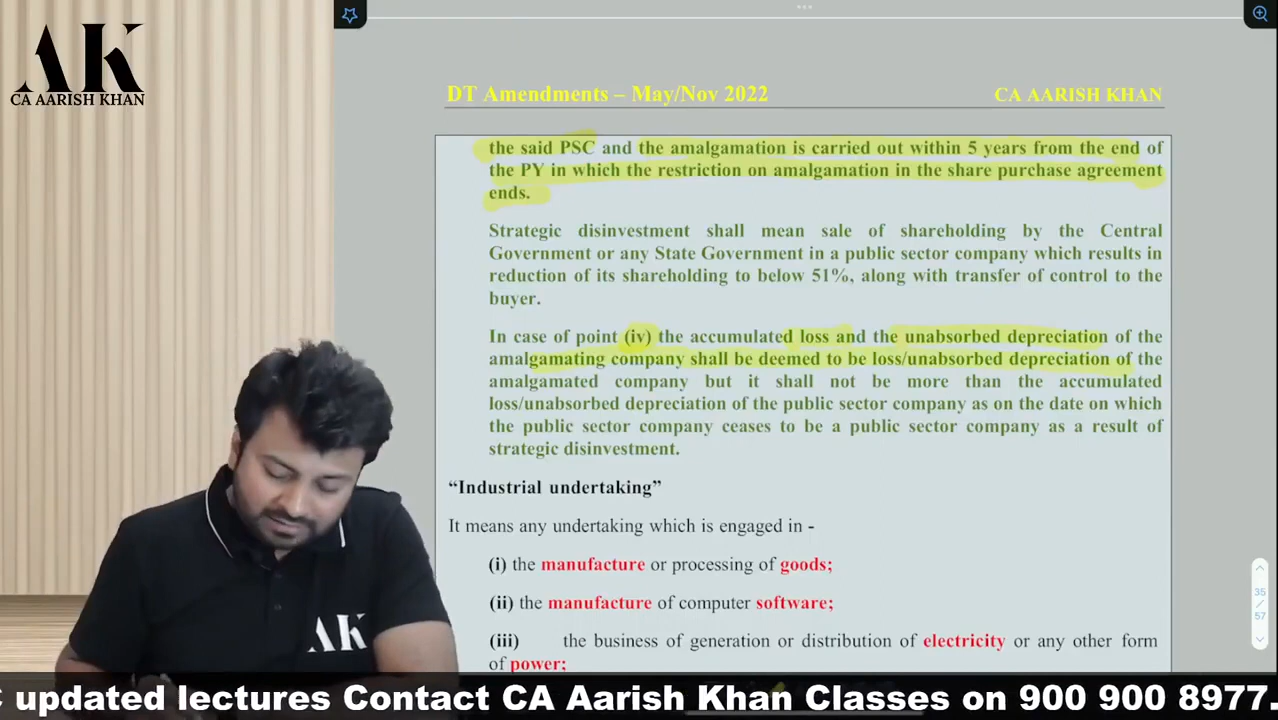 AK
CA AARISH KHAN
DT Amendments – May/Nov 2022 CA AARISH KHAN
the said PSC and the amalgamation is carried out within 5 years from the end of
the PY in which the restriction on amalgamation in the share purchase agreement
ends.
Strategic disinvestment shall mean sale of shareholding by the Central
Government or any State Government in a public sector company which results in
reduction of its shareholding to below 51%, along with transfer of control to the
buyer.
In case of point (iv) the accumulated loss and the unabsorbed depreciation of the
amalgamating company shall be deemed to be loss/unabsorbed depreciation of the
amalgamated company but it shall not be more than the accumulated
loss/unabsorbed depreciation of the public sector company as on the date on which
the public sector company ceases to be a public sector company as a result of
strategic disinvestment.
“Industrial undertaking”
It means any undertaking which is engaged in -
(i) the manufacture or processing of goods;
(ii) the manufacture of computer software;
(iii) the business of generation or distribution of electricity or any other form
of power;
35
/
57
AK
updated lectures Contact CA Aarish Khan Classes on 900 900 8977.